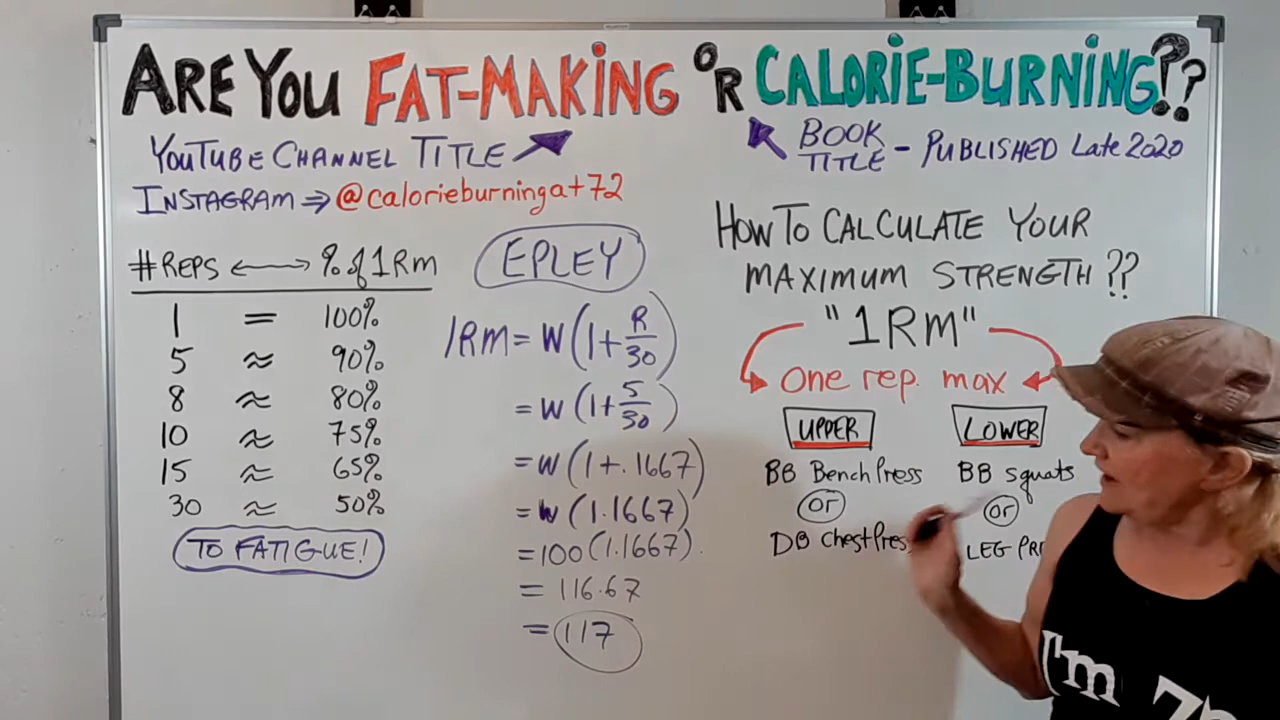 ARE YOU FAT-MAKING OR CALORIE-BURNING??
YOUTUBE CHANNEL TITLE
BOOK TITLE - PUBLISHED Late 2020
INSTAGRAM ⇒ @calorieburningat72
#REPS ⟷ % of 1Rm
1 = 100%
5 ≈ 90%
8 ≈ 80%
10 ≈ 75%
15 ≈ 65%
30 ≈ 50%
TO FATIGUE!
EPLEY
1RM = W(1+R/30)
= W(1+5/30)
= W(1+.1667)
= W(1.1667)
= 100(1.1667).
= 116.67
= 117
HOW TO CALCULATE YOUR
MAXIMUM STRENGTH??
"1Rm"
One rep. max
UPPER
BB Bench Press
or
DB Chest Pres
LOWER
BB squats
or
LEG PR
I'm